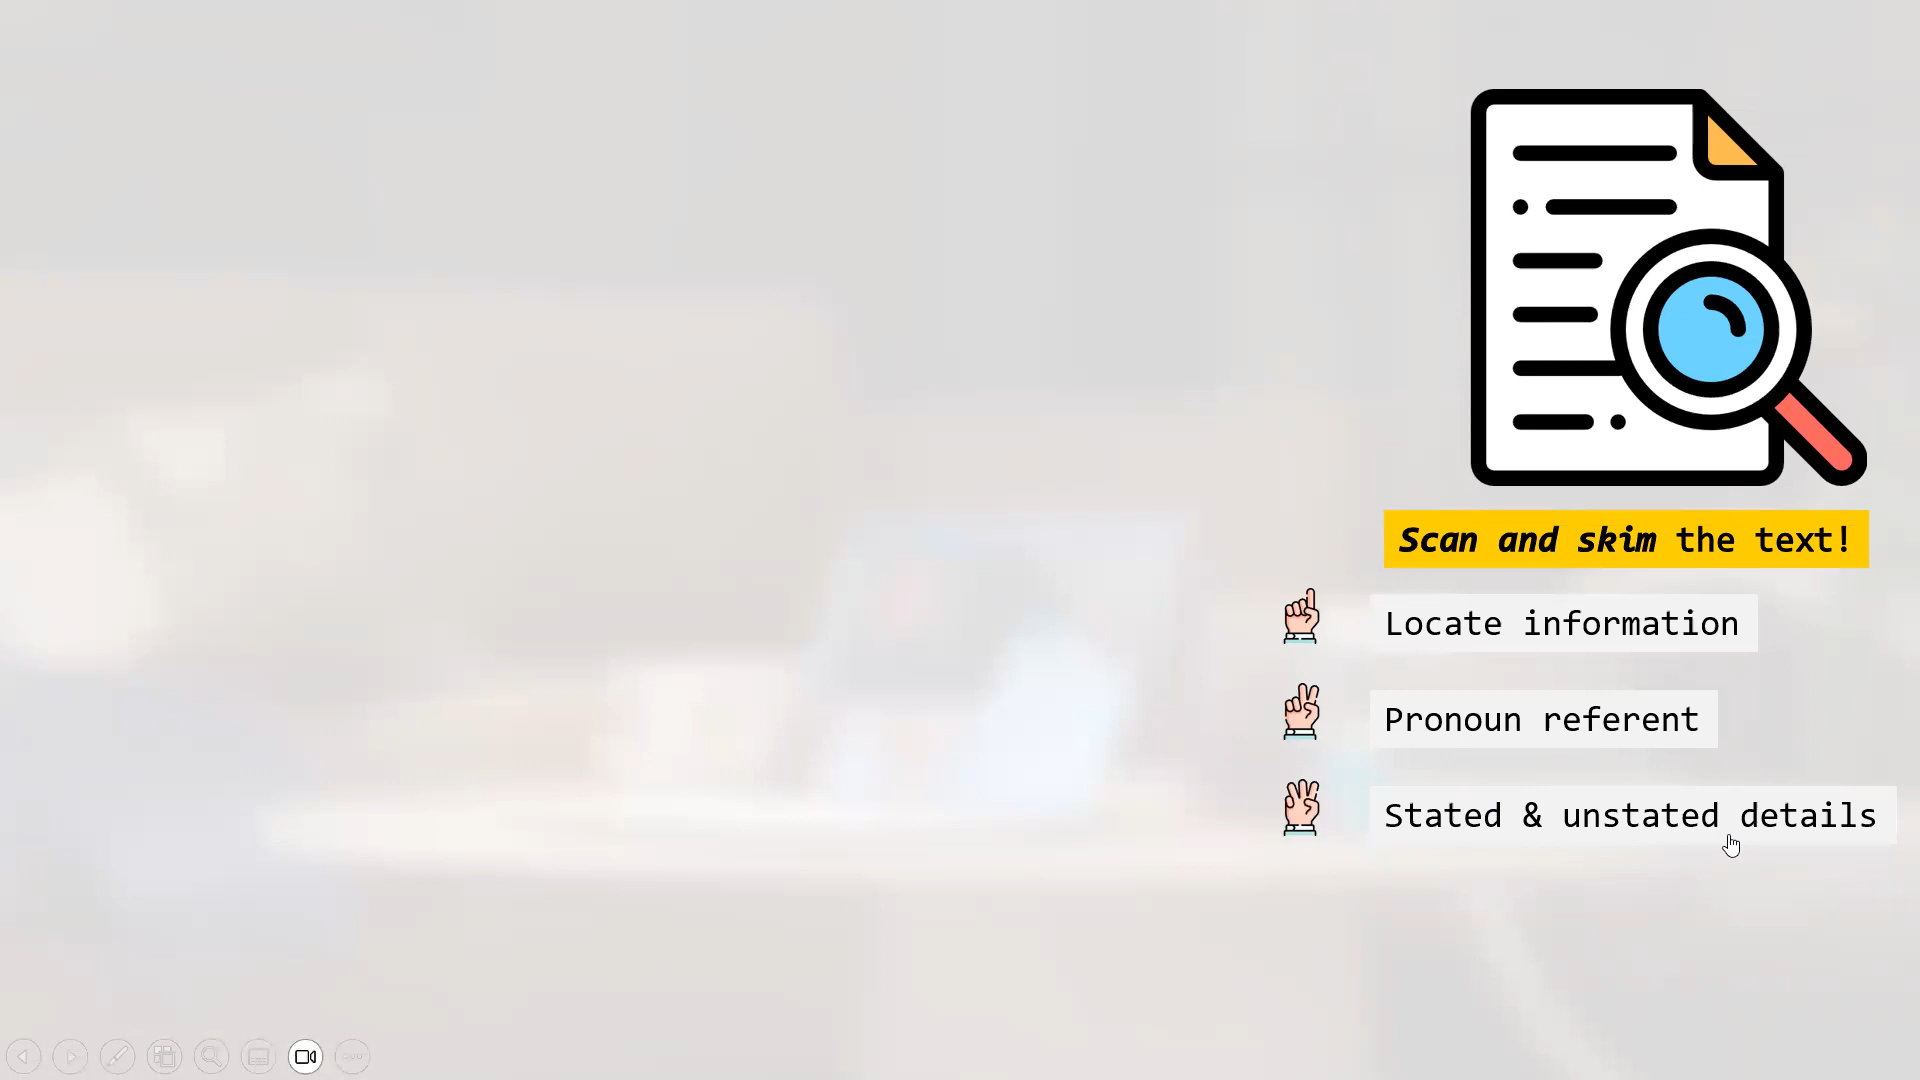 Scan and skim the text!
Locate information
Pronoun referent
Stated & unstated details